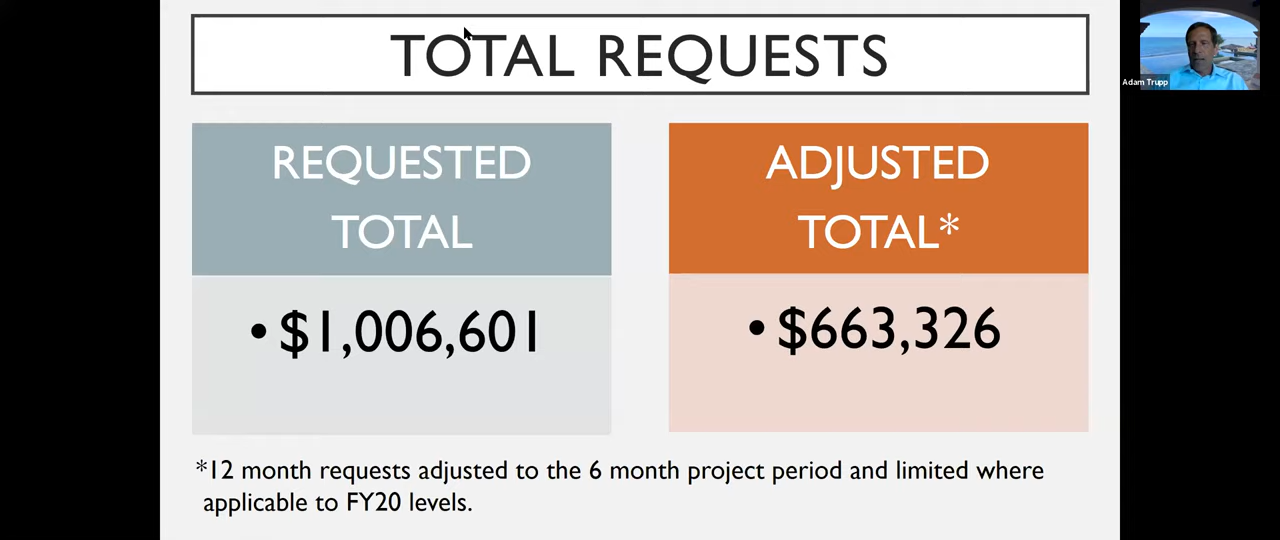 TOTAL REQUESTS
Adam Trupp
REQUESTED
TOTAL
• $1,006,601
ADJUSTED
TOTAL*
• $663,326
*12 month requests adjusted to the 6 month project period and limited where
applicable to FY20 levels.